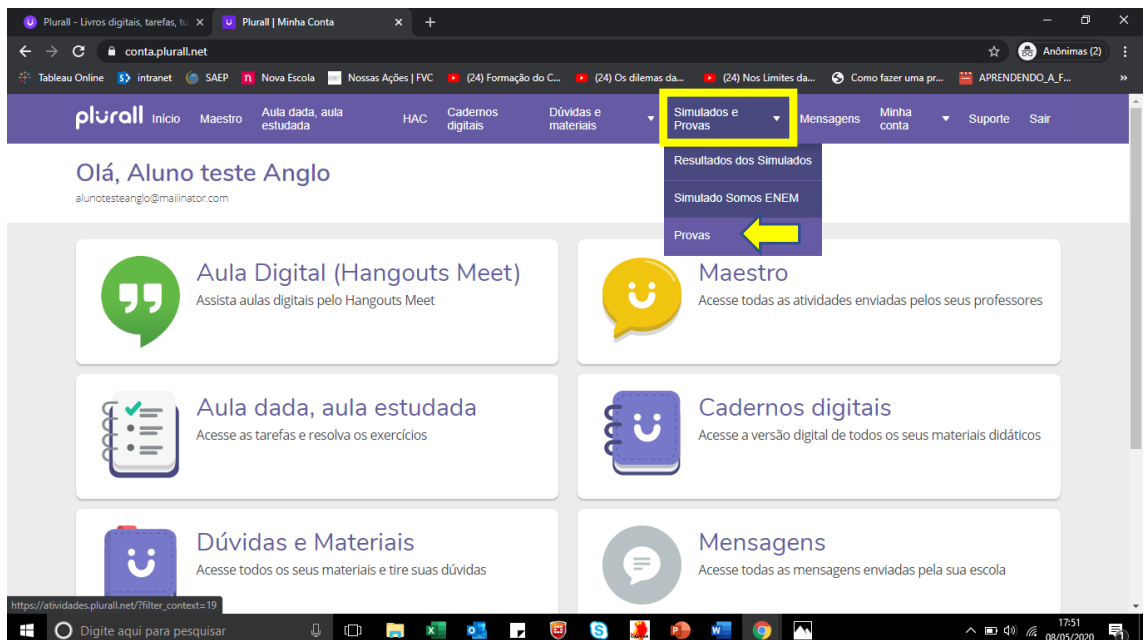 Plurall - Livros digitais, tarefas, tu
Plurall | Minha Conta
conta.plurall.net
Anônimas (2)
Tableau Online
intranet
SAEP
Nova Escola
Nossas Ações | FVC
(24) Formação do C...
(24) Os dilemas da...
(24) Nos Limites da...
Como fazer uma pr...
APRENDENDO_A_F...
»
plurall
Início
Maestro
Aula dada, aula
estudada
HAC
Cadernos
digitais
Dúvidas e
materiais
Simulados e
Provas
Mensagens
Minha
conta
Suporte
Sair
Resultados dos Simulados
Simulado Somos ENEM
Provas
Olá, Aluno teste Anglo
alunotesteanglo@mailinator.com
Aula Digital (Hangouts Meet)
Assista aulas digitais pelo Hangouts Meet
Maestro
Acesse todas as atividades enviadas pelos seus professores
Aula dada, aula estudada
Acesse as tarefas e resolva os exercícios
Cadernos digitais
Acesse a versão digital de todos os seus materiais didáticos
Dúvidas e Materiais
Acesse todos os seus materiais e tire suas dúvidas
Mensagens
Acesse todas as mensagens enviadas pela sua escola
https://atividades.plurall.net/?filter_context=19
Digite aqui para pesquisar
17:51
08/05/2020